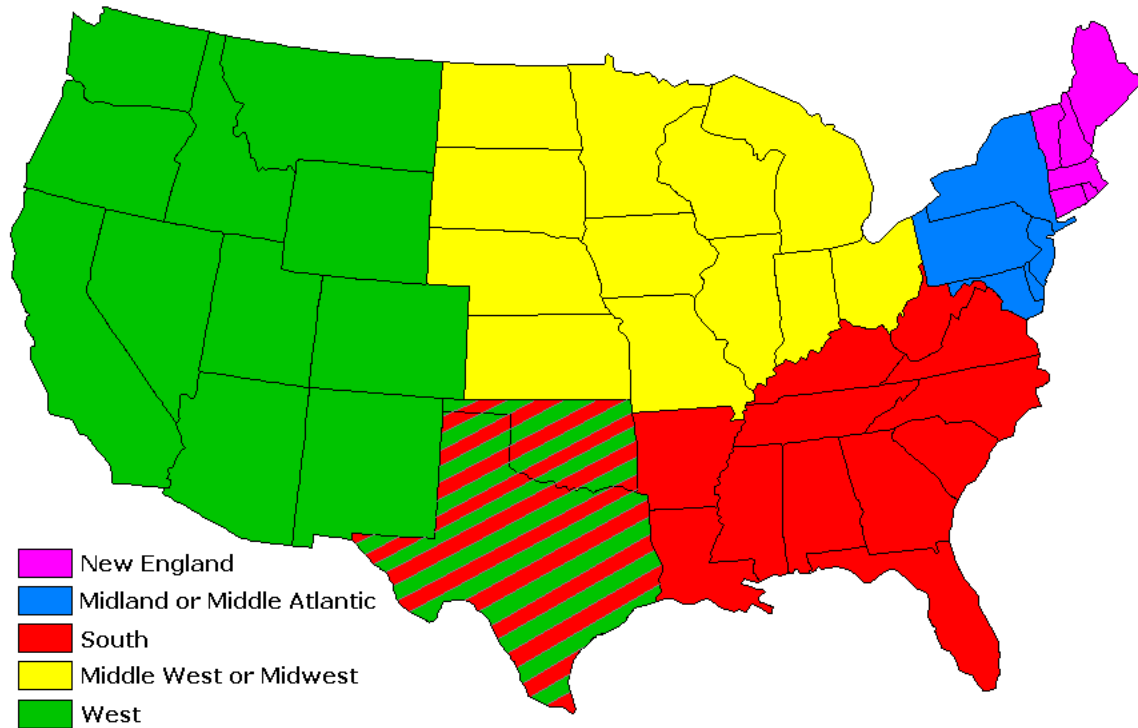 New England
Midland or Middle Atlantic
South
Middle West or Midwest
West